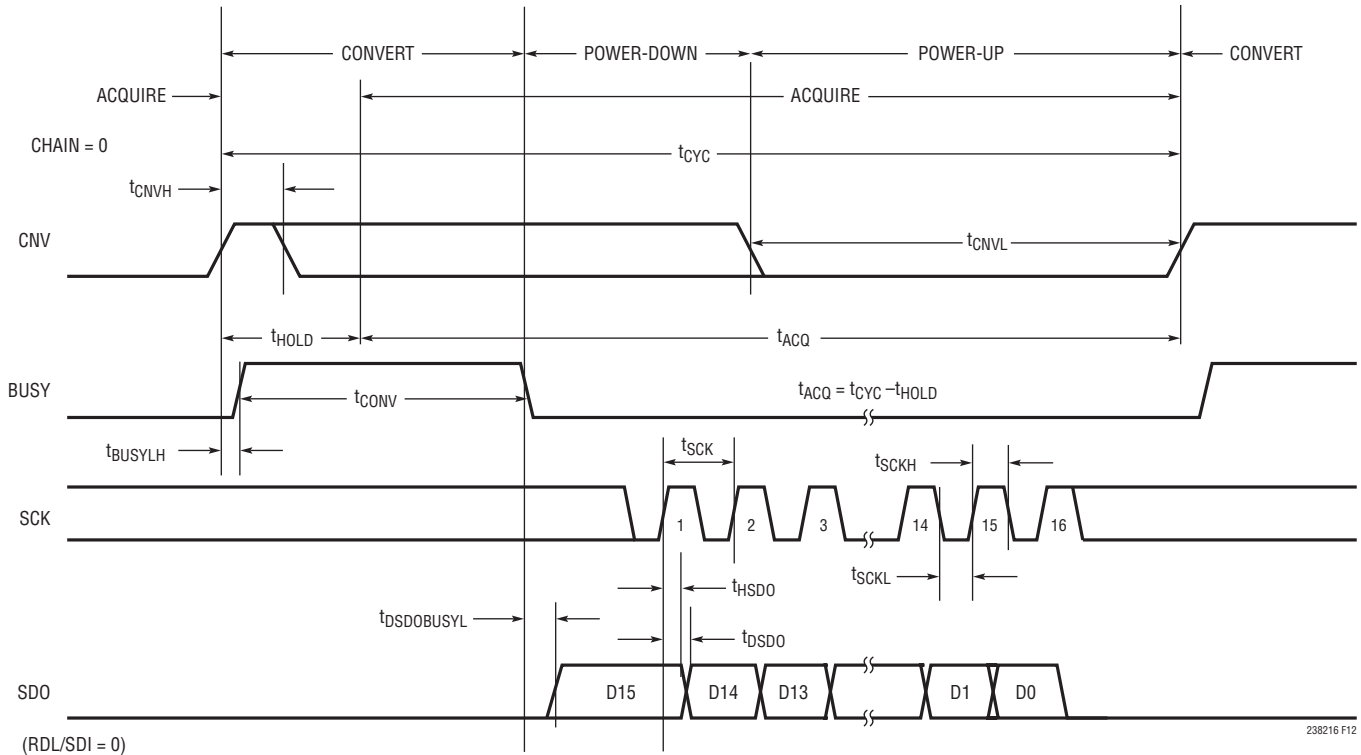 CONVERT
POWER-DOWN
POWER-UP
CONVERT
ACQUIRE
ACQUIRE
CHAIN = 0
tCYC
tCNVH
CNV
tCNVL
tHOLD
tACQ
BUSY
tCONV
tACQ = tCYC –tHOLD
tBUSYLH
tSCK
tSCKH
SCK
1
2
3
14
15
16
tSCKL
tHSDO
tDSDOBUSYL
tDSDO
SDO
D15
D14
D13
D1
D0
238216 F12
(RDL/SDI = 0)